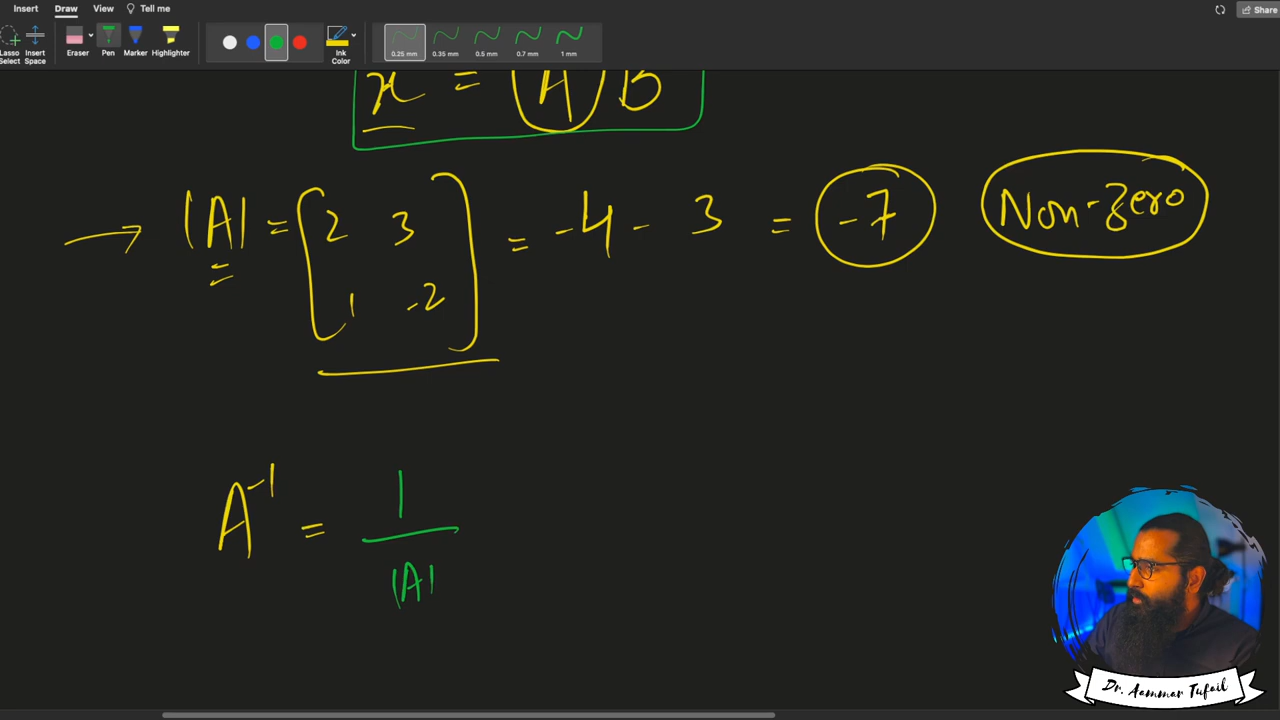 Insert Draw View Tell me
Share
Lasso Select
Insert Space
Eraser
Pen
Marker
Highlighter
Ink Color
0.25 mm
0.35 mm
0.5 mm
0.7 mm
1 mm
x = A B
|A| = [ 2 3 = -4 - 3 = -7 Non-Zero
1 -2 ]
A⁻¹ = 1
|A|
Dr. Aammar Tufail